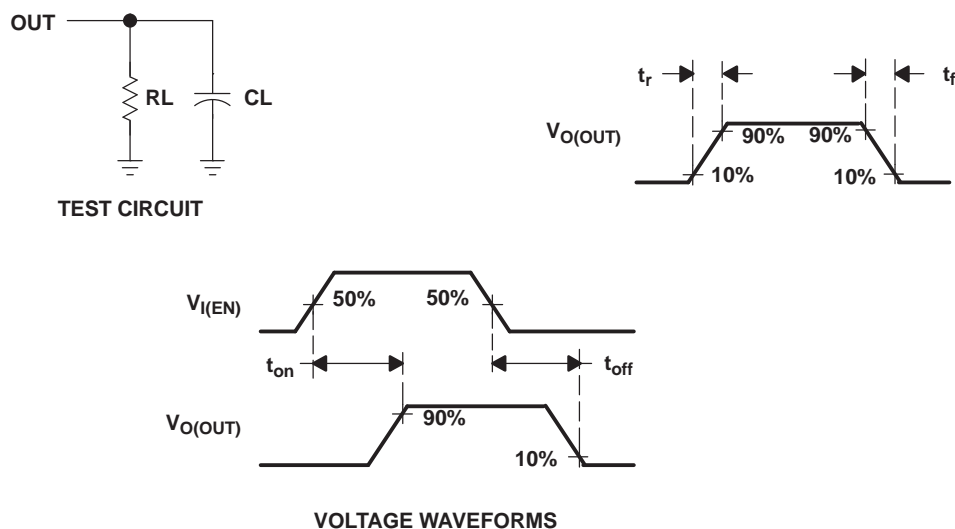 OUT
RL CL
TEST CIRCUIT
tr tf
VO(OUT)
90% 90%
10% 10%
VI(EN)
50% 50%
ton toff
VO(OUT)
90%
10%
VOLTAGE WAVEFORMS